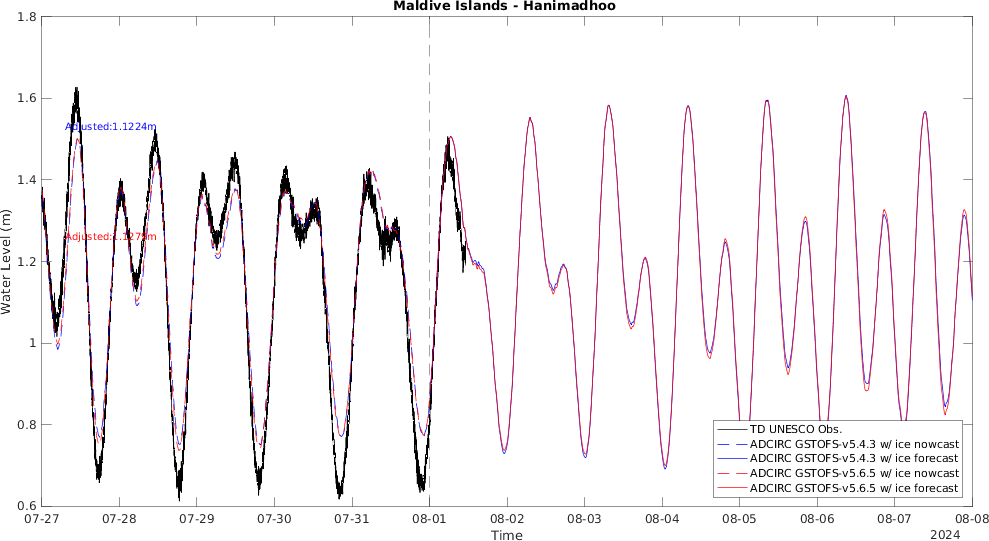 Maldive Islands - Hanimadhoo
1.8
1.6
1.4
1.2
1
0.8
0.6
Water Level (m)
Adjusted:1.1224m
TD UNESCO Obs.
ADCIRC GSTOFS-v5.4.3 w/ ice nowcast
ADCIRC GSTOFS-v5.4.3 w/ ice forecast
ADCIRC GSTOFS-v5.6.5 w/ ice nowcast
ADCIRC GSTOFS-v5.6.5 w/ ice forecast
07-27 07-28 07-29 07-30 07-31 08-01 08-02 08-03 08-04 08-05 08-06 08-07 08-08
Time
2024